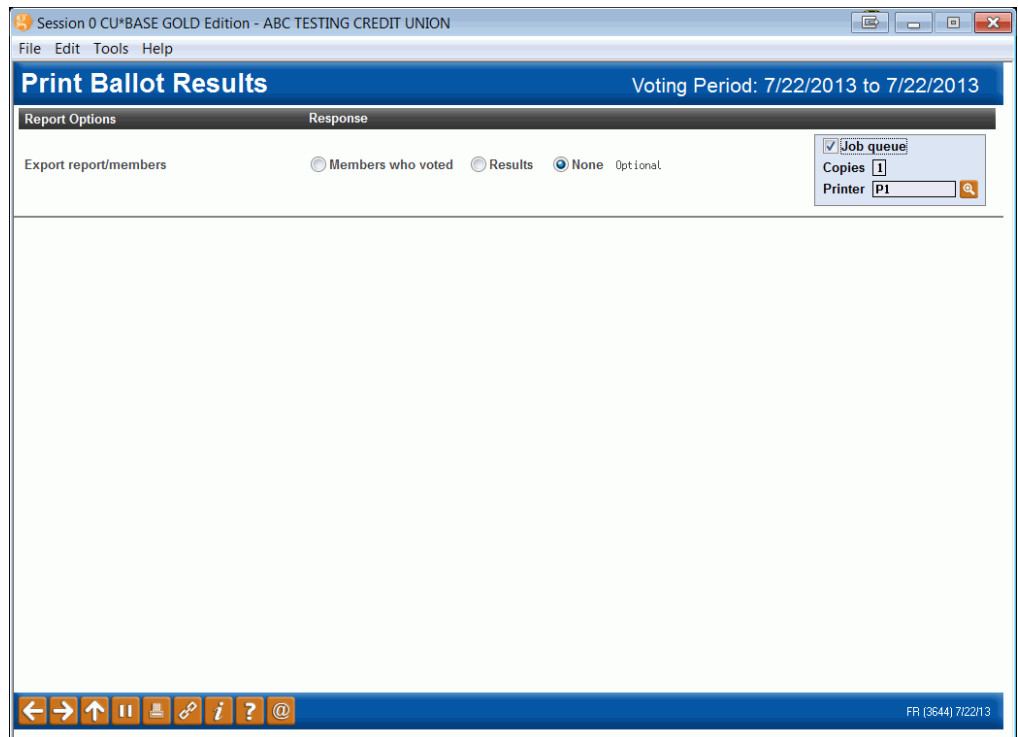 Session 0 CU*BASE GOLD Edition - ABC TESTING CREDIT UNION
File Edit Tools Help
Print Ballot Results
Voting Period: 7/22/2013 to 7/22/2013
Report Options Response
Job queue
Export report/members Members who voted Results None Optional
Copies 1
Printer P1
i ? @
FR (3644) 7/22/13